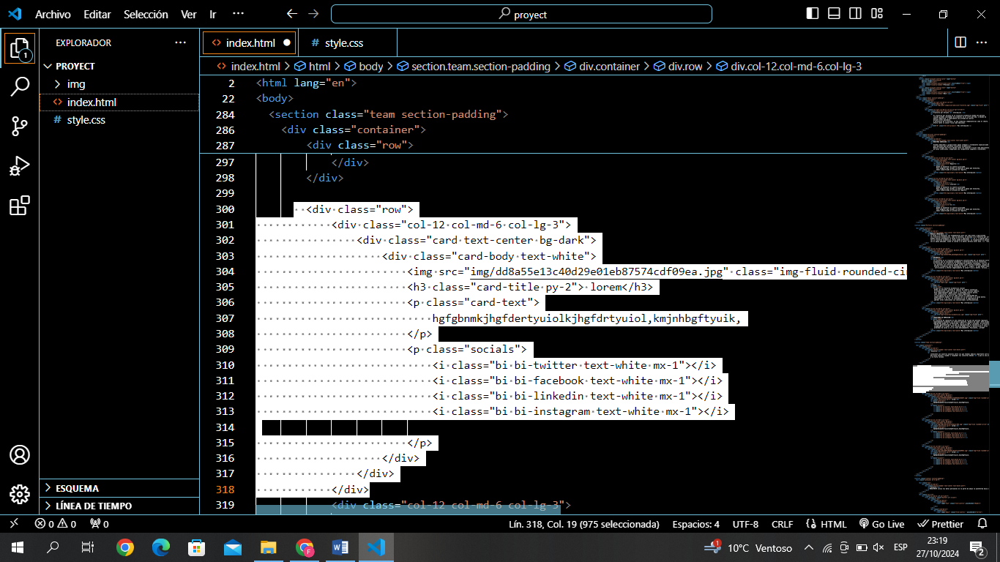 Archivo Editar Selección Ver Ir ··· proyect
EXPLORADOR ···
PROYECT
img
index.html
style.css
ESQUEMA
LÍNEA DE TIEMPO
1
index.html
style.css
index.html > html > body > section.team.section-padding > div.container > div.row > div.col-12.col-md-6.col-lg-3
2 <html lang="en">
22 <body>
284 <section class="team section-padding">
286 <div class="container">
287 <div class="row">
297 </div>
298 </div>
299
300 <div class="row">
301 <div class="col-12 col-md-6 col-lg-3">
302 <div class="card text-center bg-dark">
303 <div class="card-body text-white">
304 <img src="img/dd8a55e13c40d29e01eb87574cdf09ea.jpg" class="img-fluid rounded-ci
305 <h3 class="card-title py-2"> lorem</h3>
306 <p class="card-text">
307 hgfgbnmkjhgfdertyuiolkjhgfdrtyuiol,kmjnhbgftyuik,
308 </p>
309 <p class="socials">
310 <i class="bi bi-twitter text-white mx-1"></i>
311 <i class="bi bi-facebook text-white mx-1"></i>
312 <i class="bi bi-linkedin text-white mx-1"></i>
313 <i class="bi bi-instagram text-white mx-1"></i>
314
315 </p>
316 </div>
317 </div>
318 </div>
319 <div class="col-12 col-md-6 col-lg-3">
0 0 0 Lín. 318, Col. 19 (975 seleccionada) Espacios: 4 UTF-8 CRLF HTML Go Live Prettier
1 10°C Ventoso ESP 23:19
27/10/2024 2